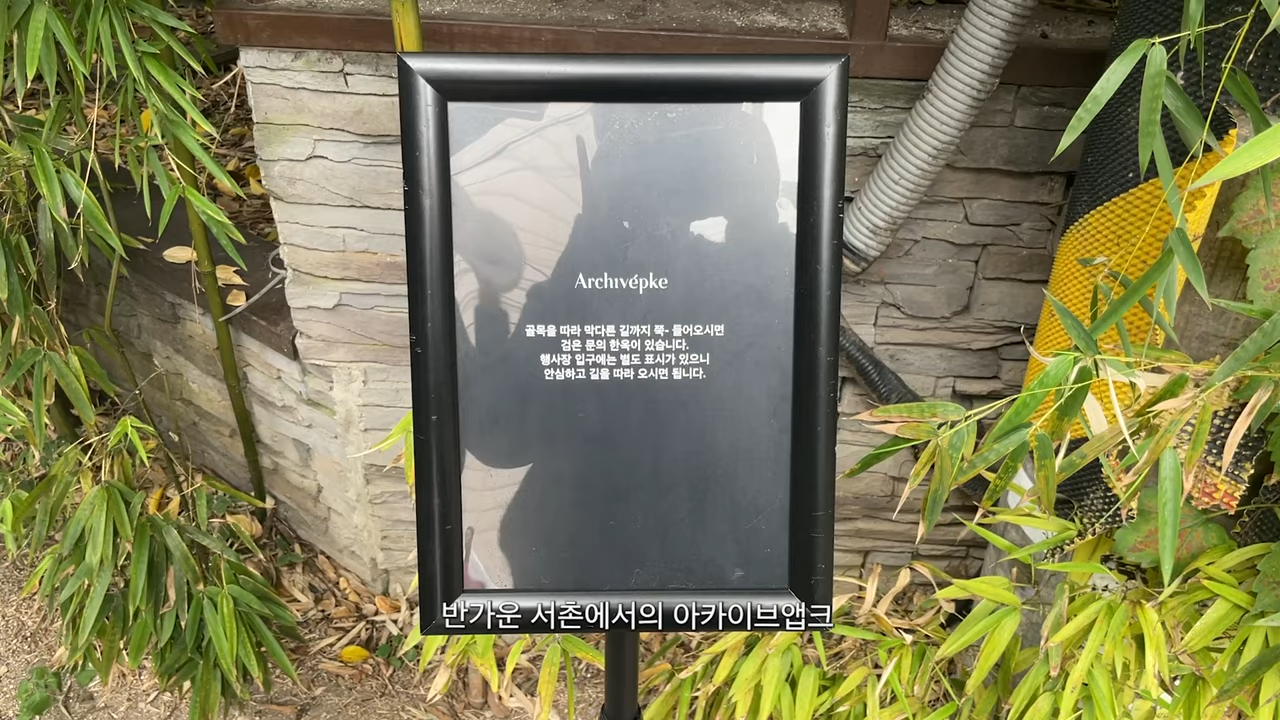 Archivépke
골목을 따라 막다른 길까지 쭉- 들어오시면
검은 문의 한옥이 있습니다.
행사장 입구에는 별도 표시가 있으니
안심하고 길을 따라 오시면 됩니다.
반가운 서촌에서의 아카이브앱크